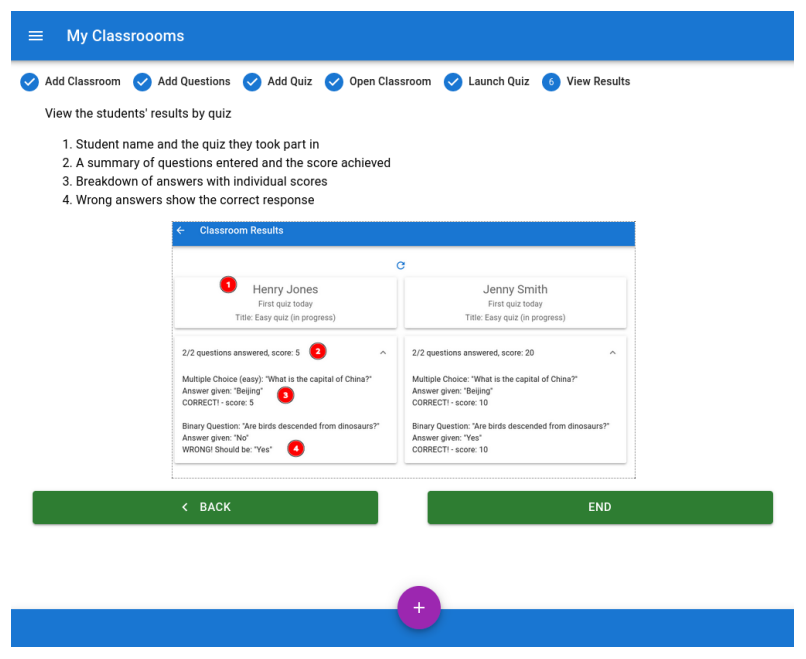 My Classrooms
Add Classroom
Add Questions
Add Quiz
Open Classroom
Launch Quiz
6 View Results
View the students' results by quiz
1. Student name and the quiz they took part in
2. A summary of questions entered and the score achieved
3. Breakdown of answers with individual scores
4. Wrong answers show the correct response
Classroom Results
1
Henry Jones
First quiz today
Title: Easy quiz (in progress)
Jenny Smith
First quiz today
Title: Easy quiz (in progress)
2/2 questions answered, score: 5
2
Multiple Choice (easy): "What is the capital of China?"
Answer given: "Beijing"
3
CORRECT! - score: 5
Binary Question: "Are birds descended from dinosaurs?"
Answer given: "No"
WRONG! Should be: "Yes"
4
2/2 questions answered, score: 20
Multiple Choice: "What is the capital of China?"
Answer given: "Beijing"
CORRECT! - score: 10
Binary Question: "Are birds descended from dinosaurs?"
Answer given: "Yes"
CORRECT! - score: 10
BACK
END